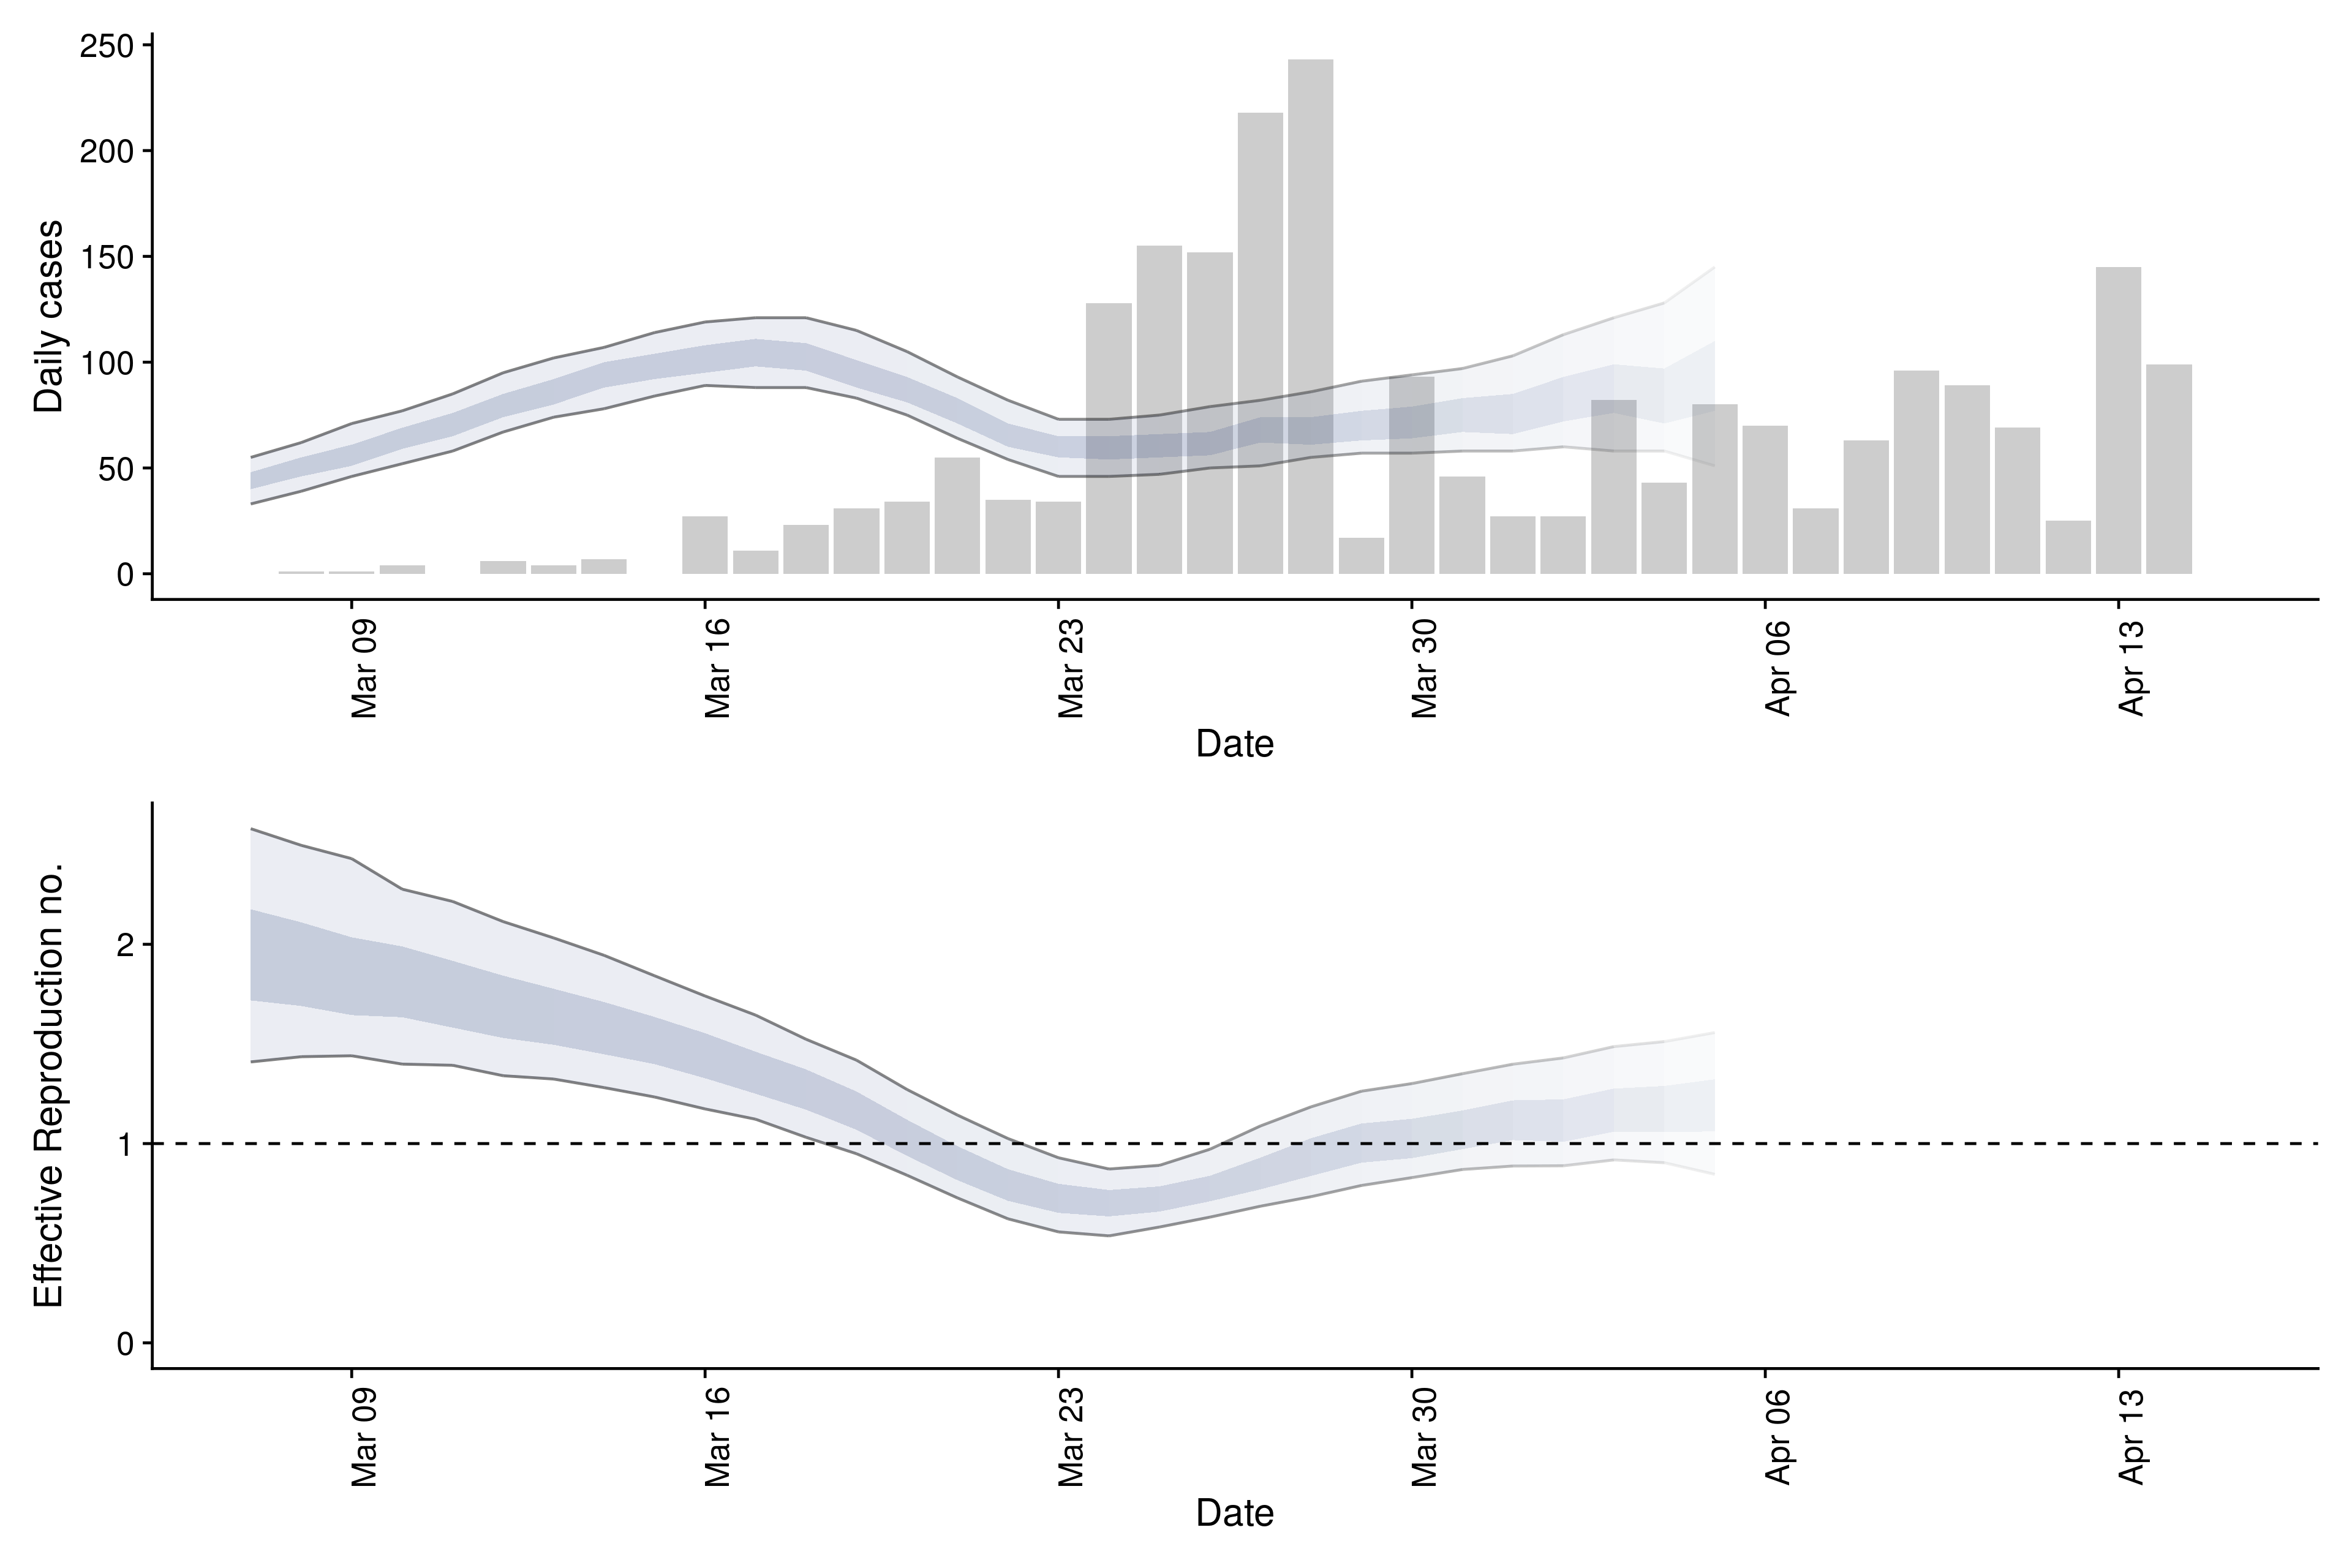 Daily cases
250
200
150
100
50
0
Mar 09
Mar 16
Mar 23
Mar 30
Apr 06
Apr 13
Date
Effective Reproduction no.
2
1
0
Mar 09
Mar 16
Mar 23
Mar 30
Apr 06
Apr 13
Date